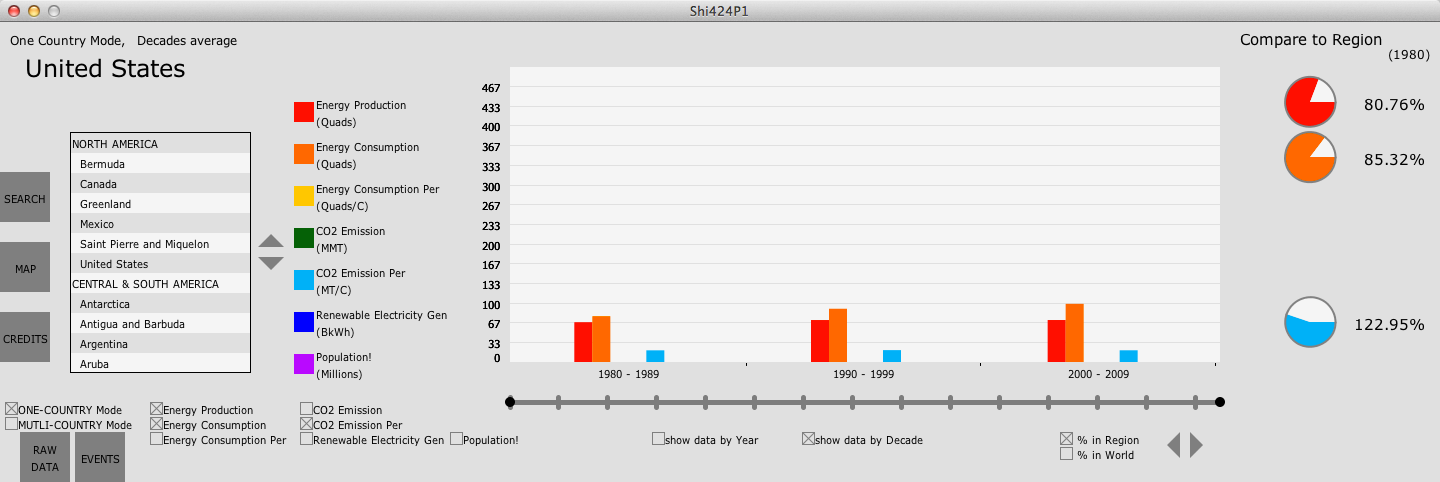 Shi424P1
One Country Mode,   Decades average
United States
Compare to Region
(1980)
80.76%
85.32%
122.95%
SEARCH
MAP
CREDITS
NORTH AMERICA
Bermuda
Canada
Greenland
Mexico
Saint Pierre and Miquelon
United States
CENTRAL & SOUTH AMERICA
Antarctica
Antigua and Barbuda
Argentina
Aruba
Energy Production
(Quads)
Energy Consumption
(Quads)
Energy Consumption Per
(Quads/C)
CO2 Emission
(MMT)
CO2 Emission Per
(MT/C)
Renewable Electricity Gen
(BkWh)
Population!
(Millions)
467
433
400
367
333
300
267
233
200
167
133
100
67
33
0
1980 - 1989
1990 - 1999
2000 - 2009
ONE-COUNTRY Mode
MUTLI-COUNTRY Mode
Energy Production
Energy Consumption
Energy Consumption Per
CO2 Emission
CO2 Emission Per
Renewable Electricity Gen
Population!
show data by Year
show data by Decade
% in Region
% in World
RAW
DATA
EVENTS